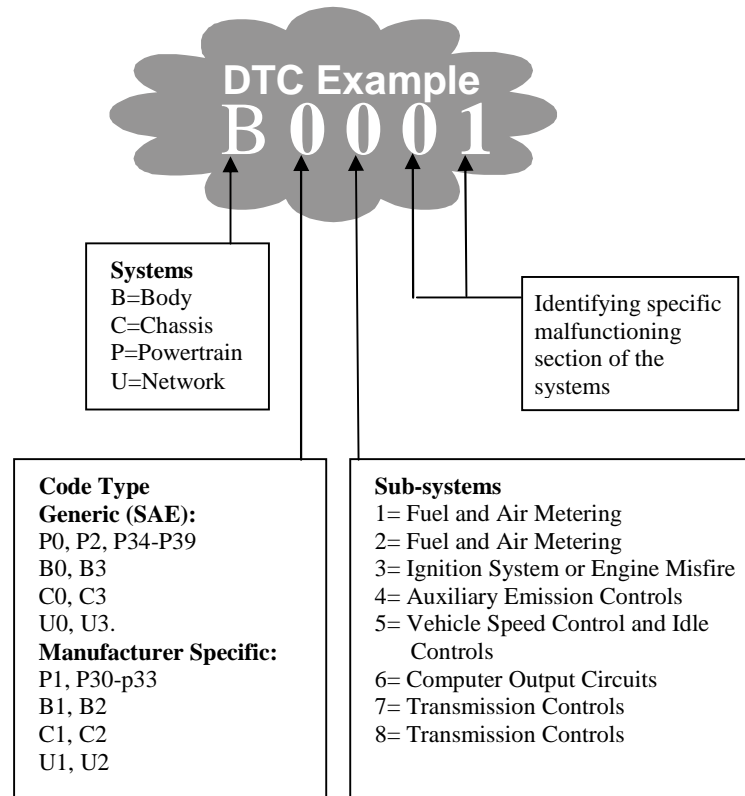 DTC Example
B 0 0 0 1
Systems
B=Body
C=Chassis
P=Powertrain
U=Network
Identifying specific
malfunctioning
section of the
systems
Code Type
Generic (SAE):
P0, P2, P34-P39
B0, B3
C0, C3
U0, U3.
Manufacturer Specific:
P1, P30-p33
B1, B2
C1, C2
U1, U2
Sub-systems
1= Fuel and Air Metering
2= Fuel and Air Metering
3= Ignition System or Engine Misfire
4= Auxiliary Emission Controls
5= Vehicle Speed Control and Idle
Controls
6= Computer Output Circuits
7= Transmission Controls
8= Transmission Controls